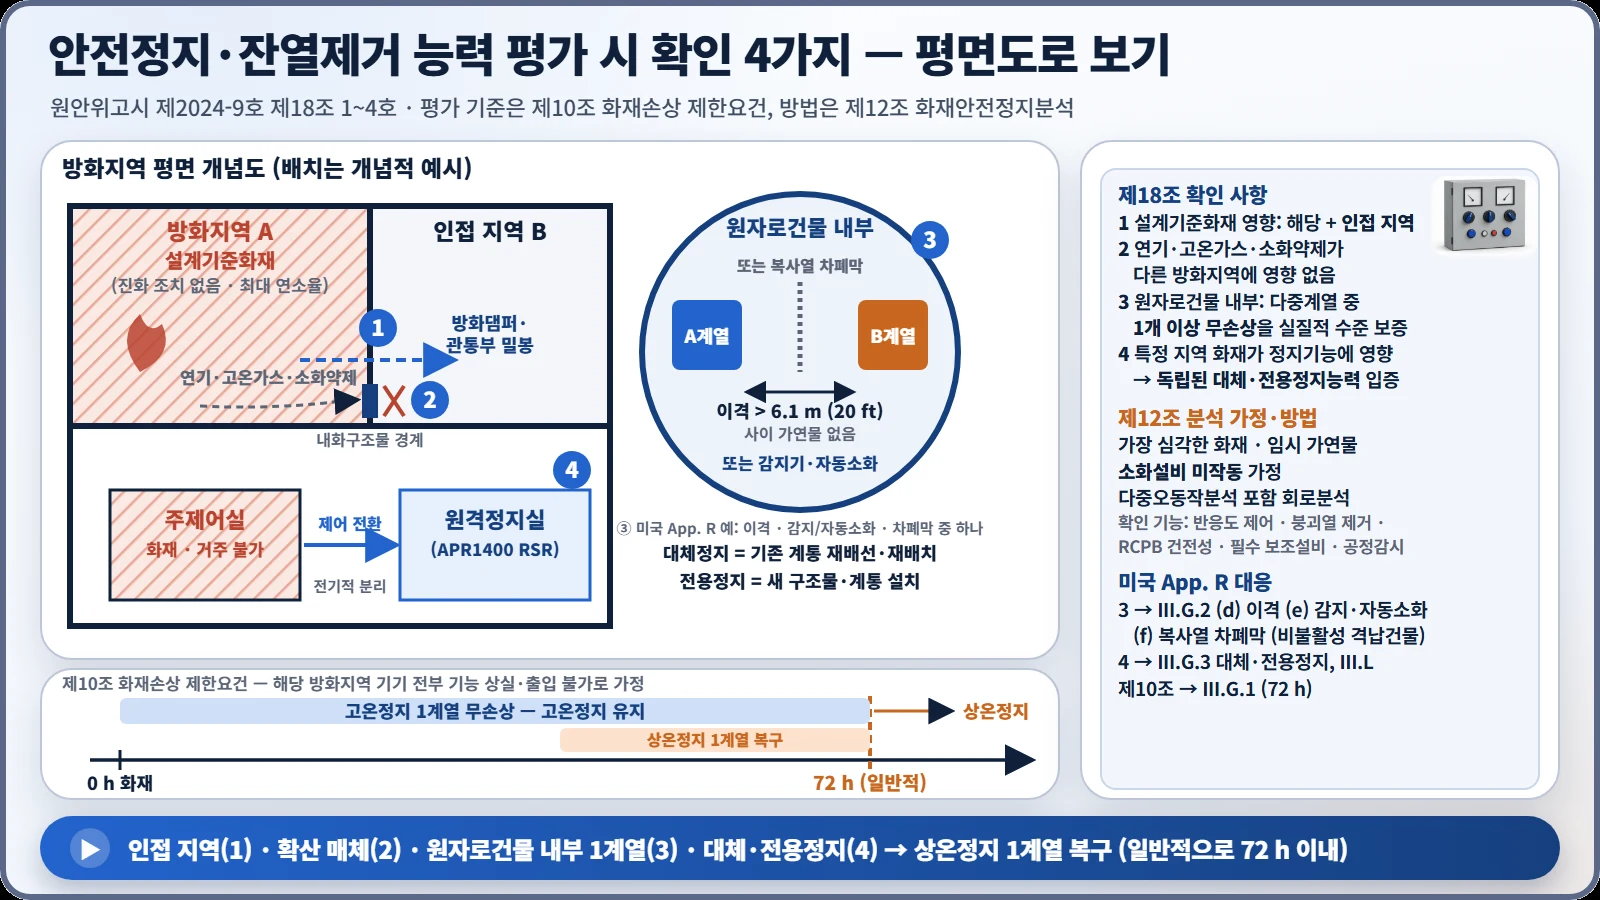 안전정지·잔열제거 능력 평가 시 확인 4가지 — 평면도로 보기
원안위고시 제2024-9호 제18조 1~4호 · 평가 기준은 제10조 화재손상 제한요건, 방법은 제12조 화재안전정지분석
방화지역 평면 개념도 (배치는 개념적 예시)
방화지역 A
설계기준화재
(진화 조치 없음 · 최대 연소율)
인접 지역 B
1
방화댐퍼·
관통부 밀봉
연기·고온가스·소화약제
2
내화구조물 경계
4
주제어실
화재 · 거주 불가
제어 전환
전기적 분리
원격정지실
(APR1400 RSR)
원자로건물 내부
3
또는 복사열 차폐막
A계열
B계열
이격 > 6.1 m (20 ft)
사이 가연물 없음
또는 감지기·자동소화
③ 미국 App. R 예: 이격 · 감지/자동소화 · 차폐막 중 하나
대체정지 = 기존 계통 재배선·재배치
전용정지 = 새 구조물·계통 설치
제10조 화재손상 제한요건 — 해당 방화지역 기기 전부 기능 상실·출입 불가로 가정
고온정지 1계열 무손상 — 고온정지 유지
상온정지
상온정지 1계열 복구
0 h 화재
72 h (일반적)
제18조 확인 사항
1 설계기준화재 영향: 해당 + 인접 지역
2 연기·고온가스·소화약제가
다른 방화지역에 영향 없음
3 원자로건물 내부: 다중계열 중
1개 이상 무손상을 실질적 수준 보증
4 특정 지역 화재가 정지기능에 영향
→ 독립된 대체·전용정지능력 입증
제12조 분석 가정·방법
가장 심각한 화재 · 임시 가연물
소화설비 미작동 가정
다중오동작분석 포함 회로분석
확인 기능: 반응도 제어 · 붕괴열 제거 ·
RCPB 건전성 · 필수 보조설비 · 공정감시
미국 App. R 대응
3 → III.G.2 (d) 이격 (e) 감지·자동소화
(f) 복사열 차폐막 (비불활성 격납건물)
4 → III.G.3 대체·전용정지, III.L
제10조 → III.G.1 (72 h)
인접 지역(1) · 확산 매체(2) · 원자로건물 내부 1계열(3) · 대체·전용정지(4) → 상온정지 1계열 복구 (일반적으로 72 h 이내)